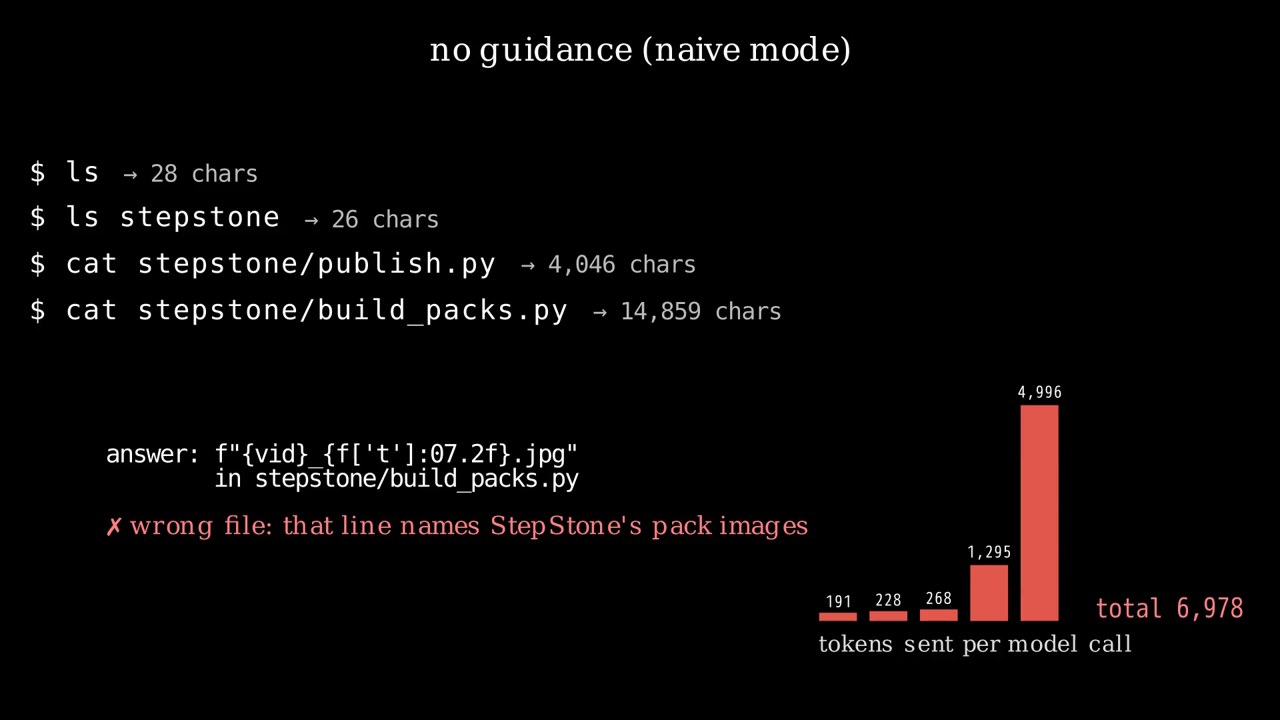 no guidance (naive mode)
$ ls → 28 chars
$ ls stepstone → 26 chars
$ cat stepstone/publish.py → 4,046 chars
$ cat stepstone/build_packs.py → 14,859 chars
answer: f"{vid}_{f['t']:07.2f}.jpg"
in stepstone/build_packs.py
✗ wrong file: that line names StepStone's pack images
191 228 268 1,295 4,996
total 6,978
tokens sent per model call